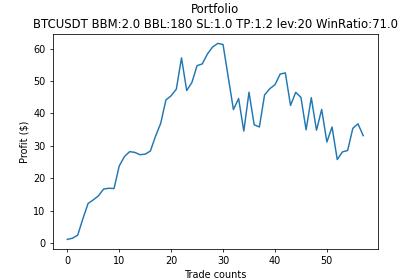 Portfolio
BTCUSDT BBM:2.0 BBL:180 SL:1.0 TP:1.2 lev:20 WinRatio:71.0
60
50
40
30
20
10
0
Profit ($)
0 10 20 30 40 50
Trade counts